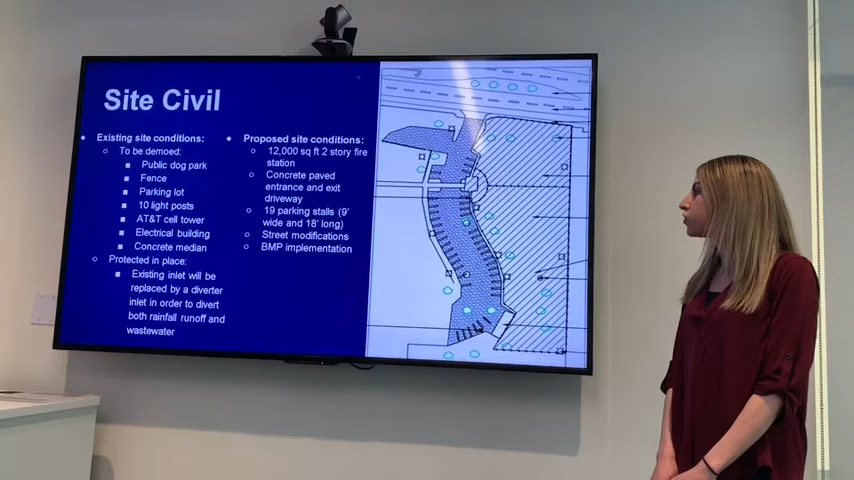 Site Civil
Existing site conditions:
To be demoed:
Public dog park
Fence
Parking lot
10 light posts
AT&T cell tower
Electrical building
Concrete median
Protected in place:
Existing inlet will be
replaced by a diverter
inlet in order to divert
both rainfall runoff and
wastewater
Proposed site conditions:
12,000 sq ft 2 story fire
station
Concrete paved
entrance and exit
driveway
19 parking stalls (9'
wide and 18' long)
Street modifications
BMP implementation